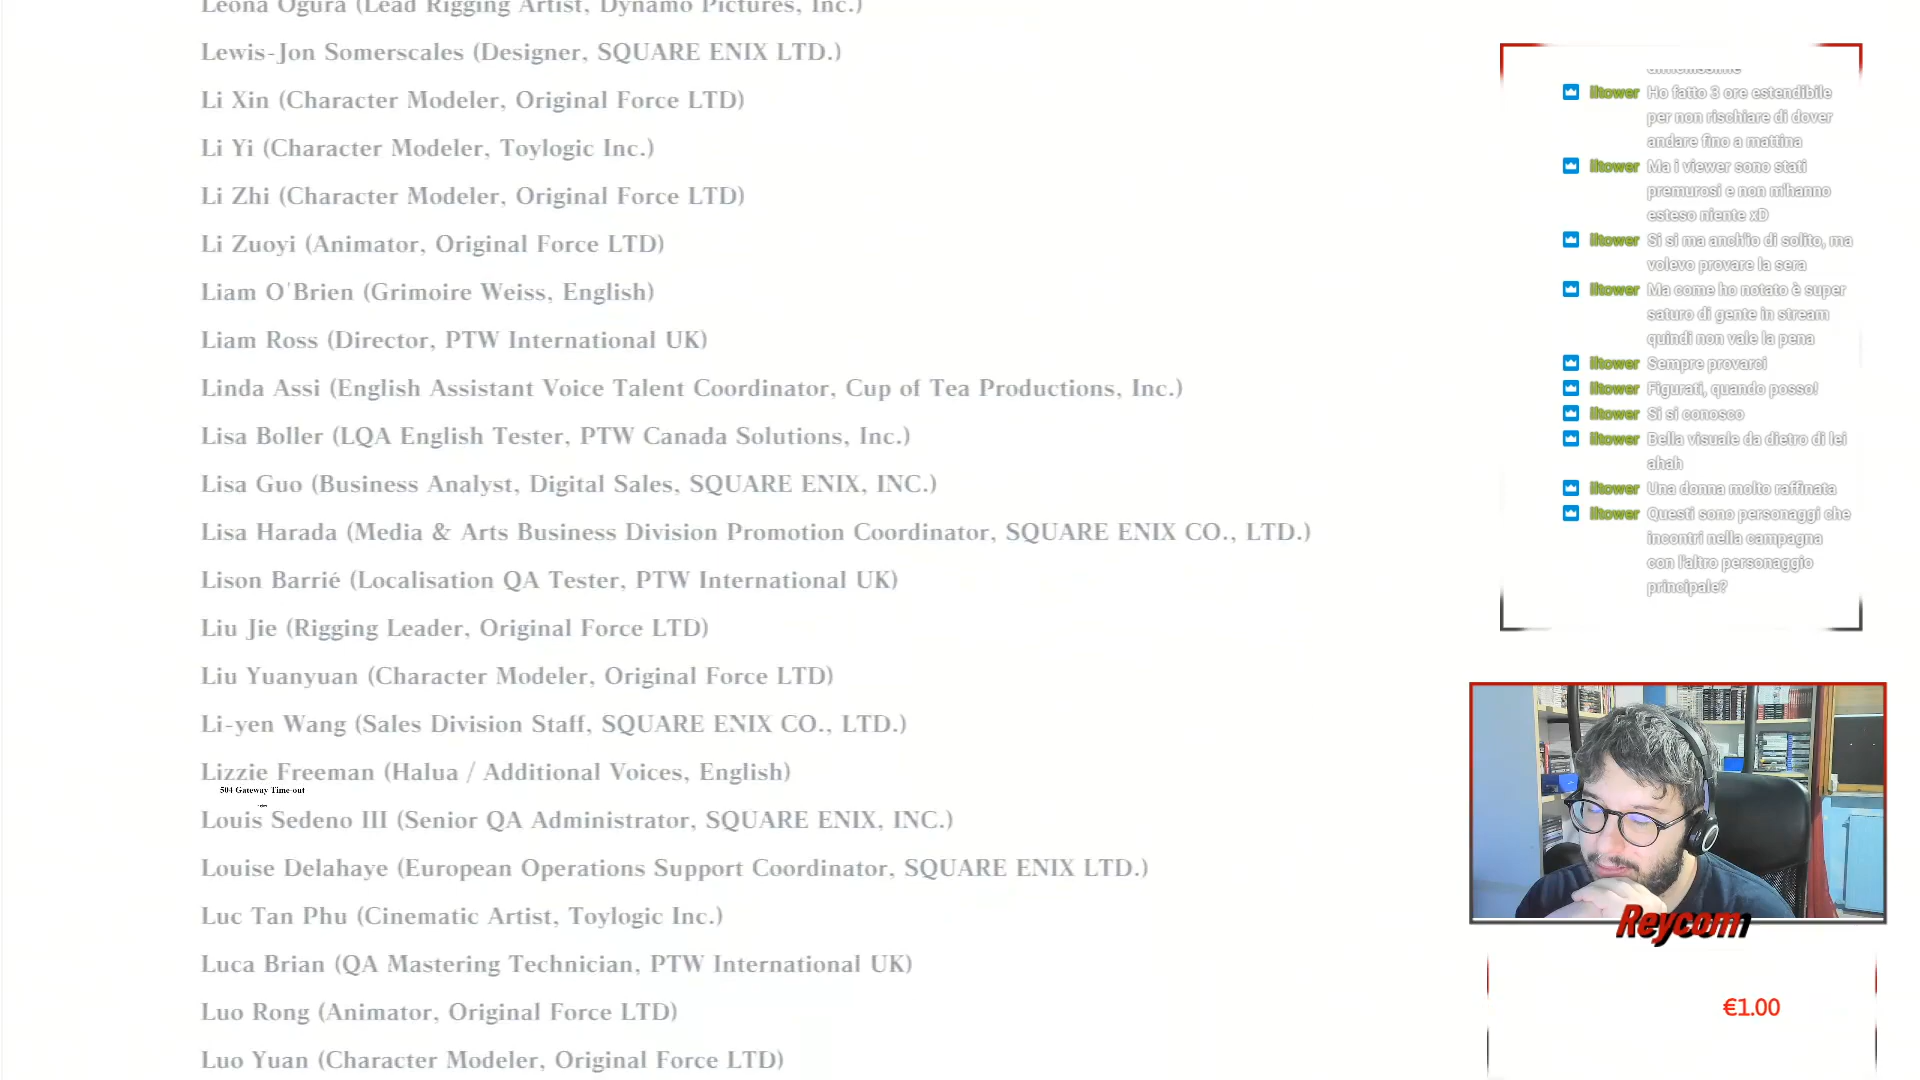 Leona Ogura (Lead Rigging Artist, Dynamo Pictures, Inc.)
Lewis-Jon Somerscales (Designer, SQUARE ENIX LTD.)
Li Xin (Character Modeler, Original Force LTD)
Li Yi (Character Modeler, Toylogic Inc.)
Li Zhi (Character Modeler, Original Force LTD)
Li Zuoyi (Animator, Original Force LTD)
Liam O'Brien (Grimoire Weiss, English)
Liam Ross (Director, PTW International UK)
Linda Assi (English Assistant Voice Talent Coordinator, Cup of Tea Productions, Inc.)
Lisa Boller (LQA English Tester, PTW Canada Solutions, Inc.)
Lisa Guo (Business Analyst, Digital Sales, SQUARE ENIX, INC.)
Lisa Harada (Media & Arts Business Division Promotion Coordinator, SQUARE ENIX CO., LTD.)
Lison Barrié (Localisation QA Tester, PTW International UK)
Liu Jie (Rigging Leader, Original Force LTD)
Liu Yuanyuan (Character Modeler, Original Force LTD)
Li-yen Wang (Sales Division Staff, SQUARE ENIX CO., LTD.)
Lizzie Freeman (Halua / Additional Voices, English)
504 Gateway Time-out
Louis Sedeno III (Senior QA Administrator, SQUARE ENIX, INC.)
Louise Delahaye (European Operations Support Coordinator, SQUARE ENIX LTD.)
Luc Tan Phu (Cinematic Artist, Toylogic Inc.)
Luca Brian (QA Mastering Technician, PTW International UK)
Luo Rong (Animator, Original Force LTD)
Luo Yuan (Character Modeler, Original Force LTD)
Ho fatto 3 ore estendibile
per non rischiare di dover
andare fino a mattina
Ma i viewer sono stati
premurosi e non m'hanno
esteso niente xD
Si si ma anch'io di solito, ma
volevo provare la sera
Ma come ho notato è super
saturo di gente in stream
quindi non vale la pena
Sempre provarci
Figurati, quando posso!
Si si conosco
Bella visuale da dietro di lei
ahah
Una donna molto raffinata
Questi sono personaggi che
incontri nella campagna
con l'altro personaggio
principale?
Reycom
€1.00